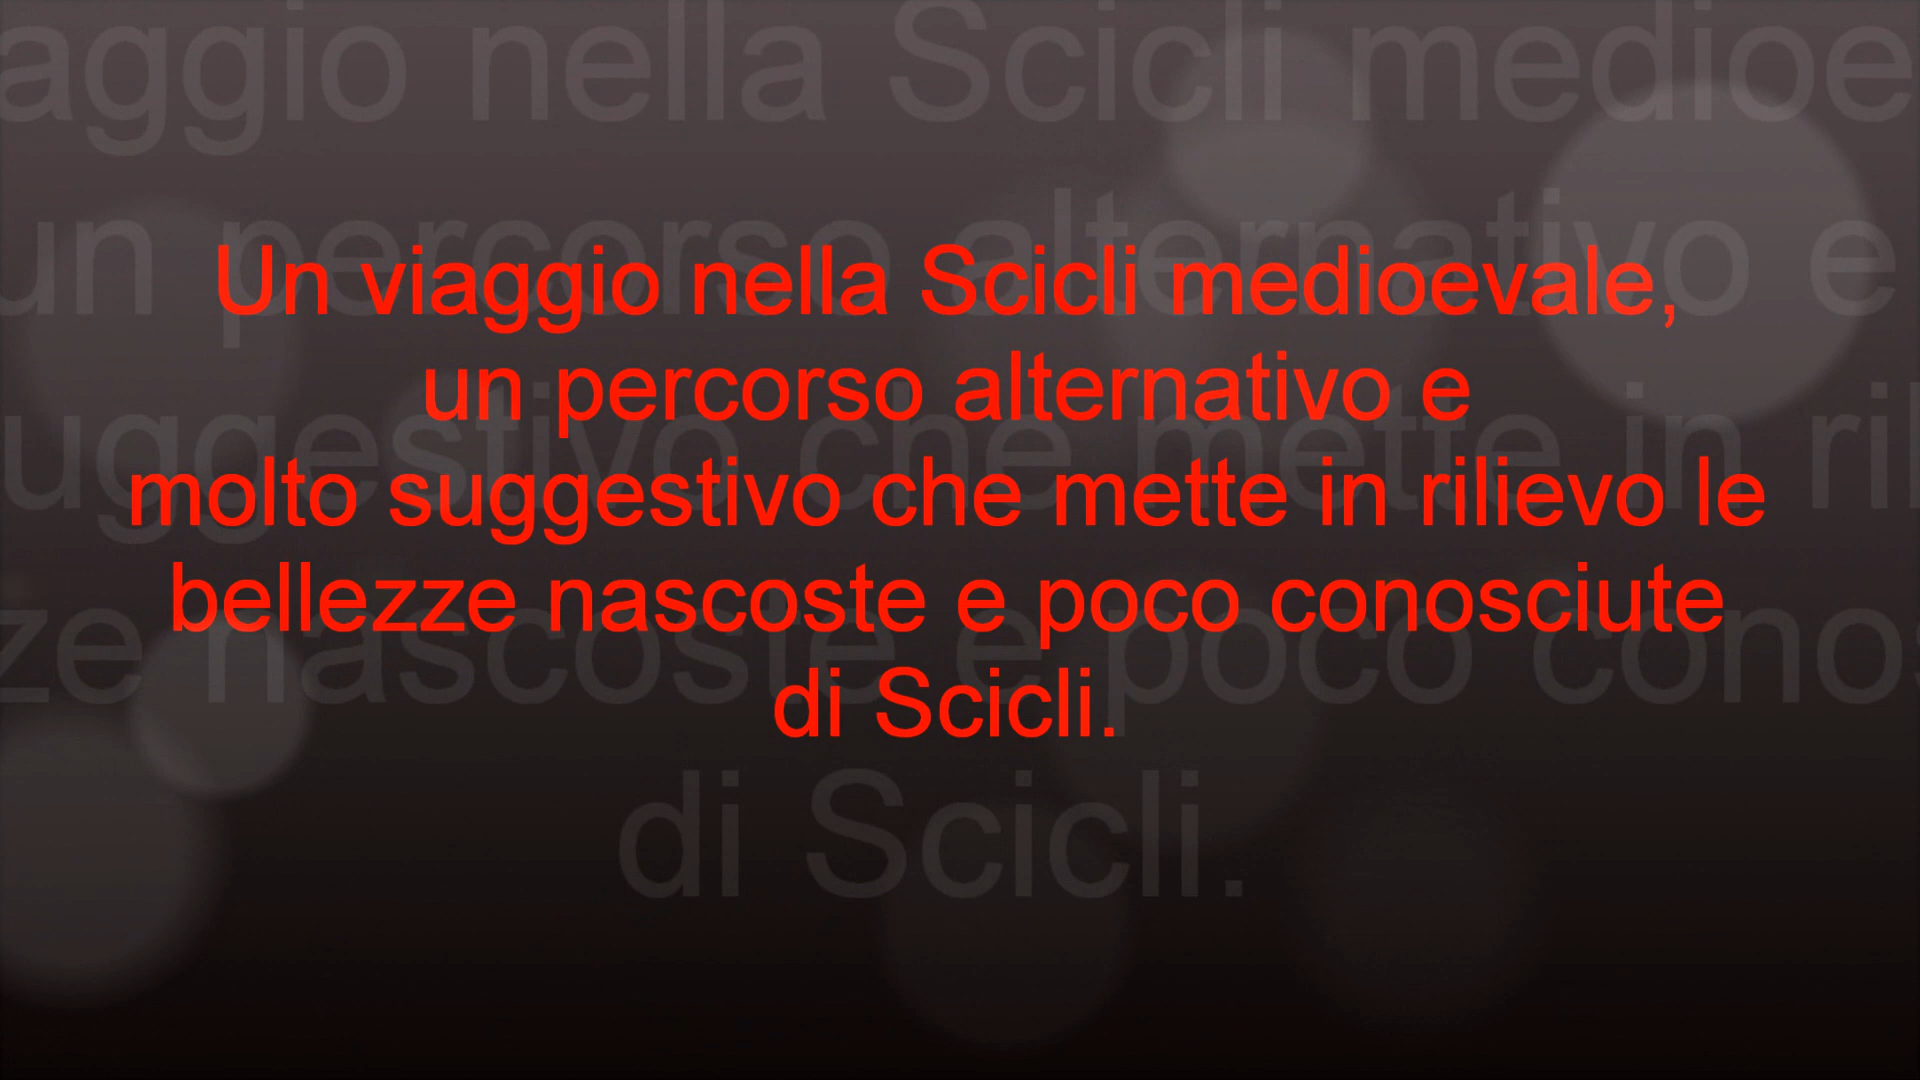 Un viaggio nella Scicli medioevale,
un percorso alternativo e
molto suggestivo che mette in rilievo le
bellezze nascoste e poco conosciute
di Scicli.